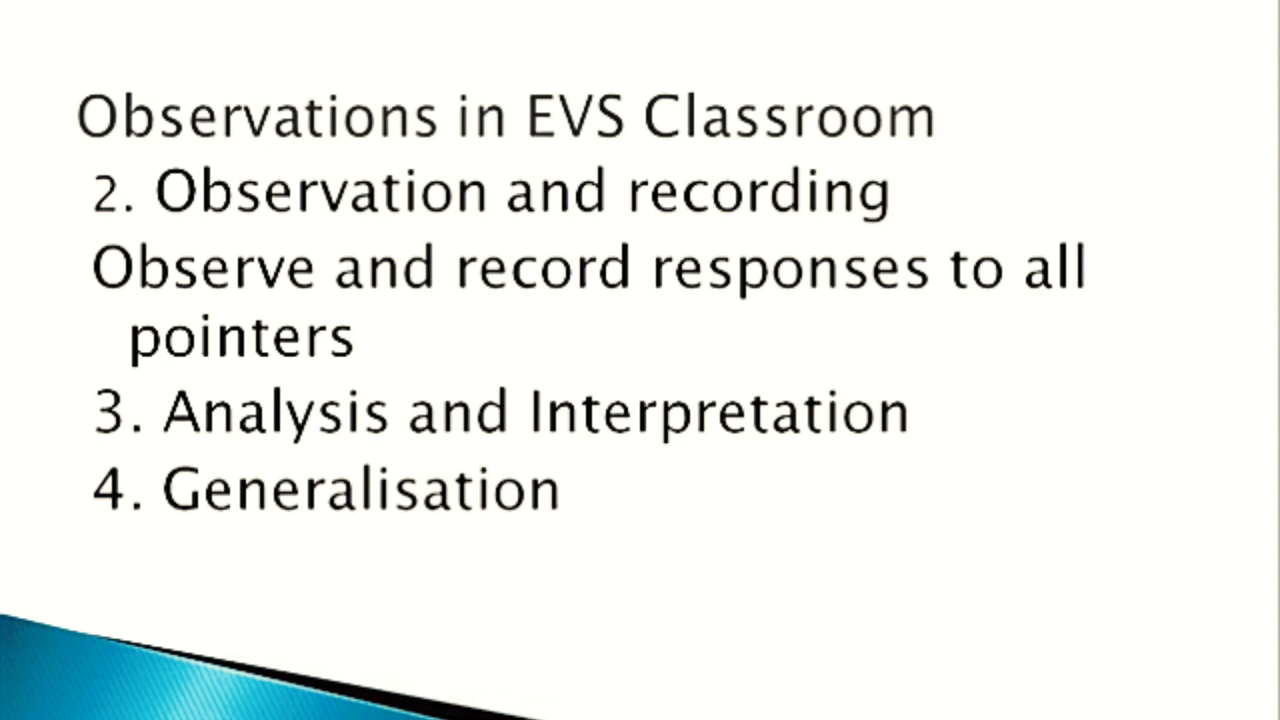 Observations in EVS Classroom
2. Observation and recording
Observe and record responses to all
pointers
3. Analysis and Interpretation
4. Generalisation